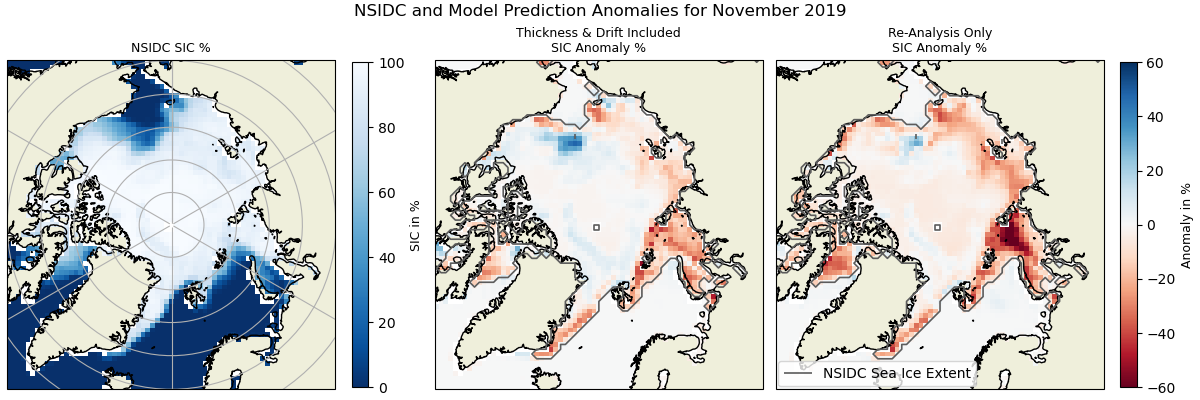 NSIDC and Model Prediction Anomalies for November 2019
NSIDC SIC %
100
80
60
40
20
0
SIC in %
Thickness & Drift Included
SIC Anomaly %
Re-Analysis Only
SIC Anomaly %
NSIDC Sea Ice Extent
60
40
20
0
−20
−40
−60
Anomaly in %